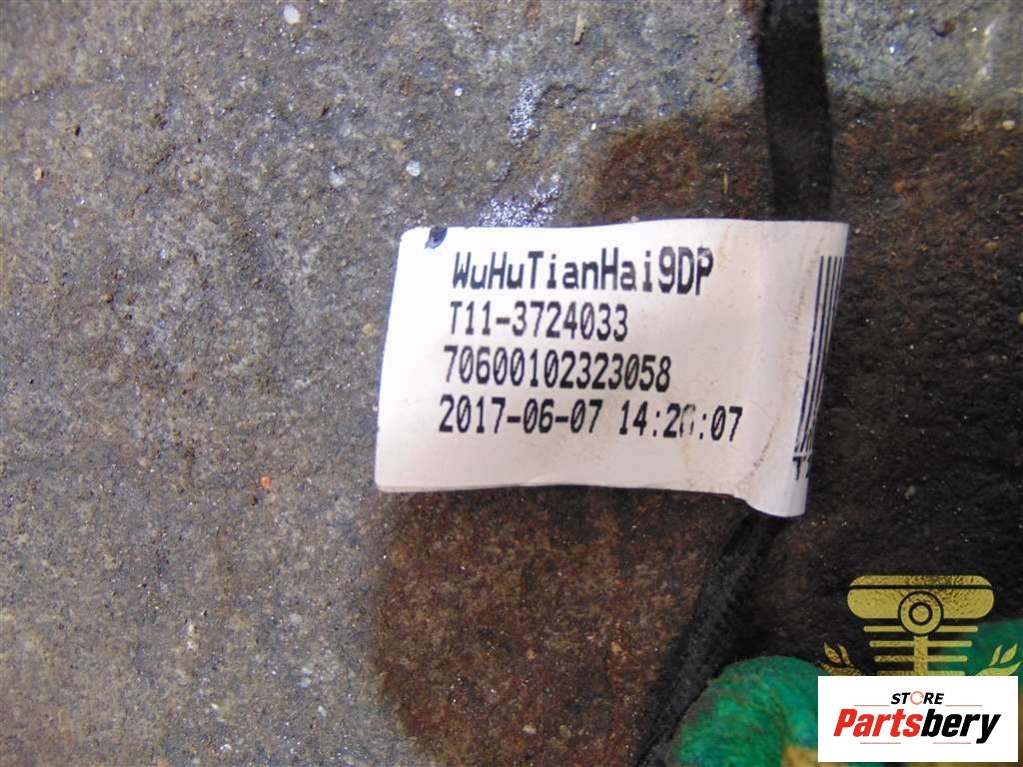 WuHuTianHai9DP
T11-3724033
70600102323058
2017-06-07
STORE
Partsbery